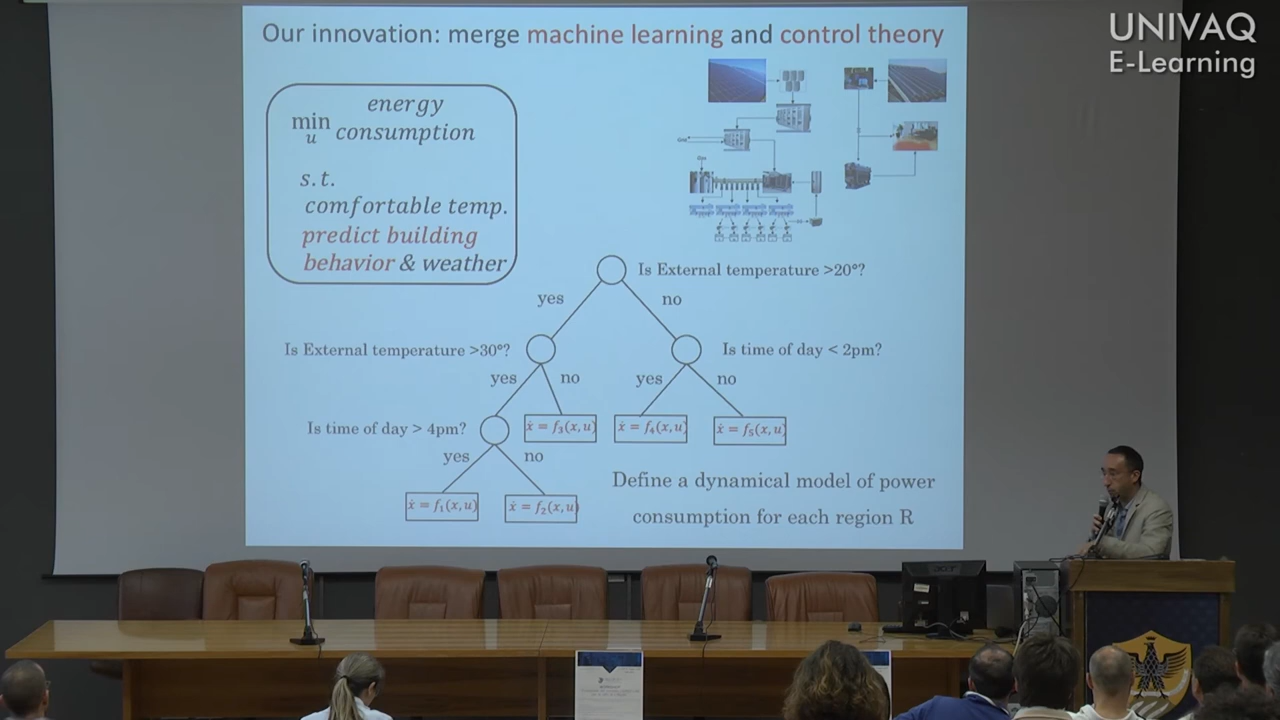 UNIVAQ
E-Learning
Our innovation: merge machine learning and control theory
min u energy consumption
s.t.
comfortable temp.
predict building
behavior & weather
Is External temperature >20°?
yes
no
Is External temperature >30°?
Is time of day < 2pm?
yes
no
yes
no
Is time of day > 4pm?
ẋ = f₃(x,u)
ẋ = f₄(x,u)
ẋ = f₅(x,u)
yes
no
ẋ = f₁(x,u)
ẋ = f₂(x,u)
Define a dynamical model of power
consumption for each region R
acer